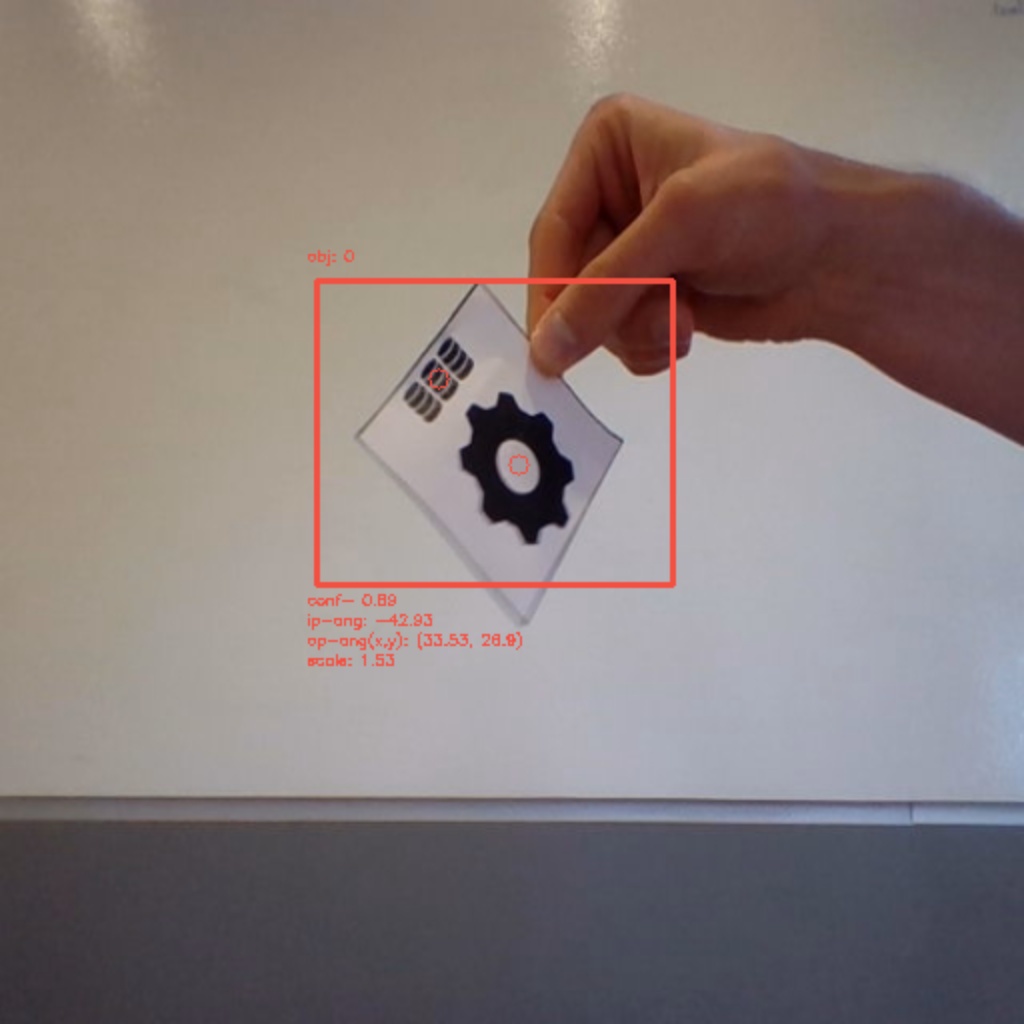 obj: 0
conf- 0.89
ip-ang: -42.93
op-ang(x,y): (33.53, 26.9)
scale: 1.53